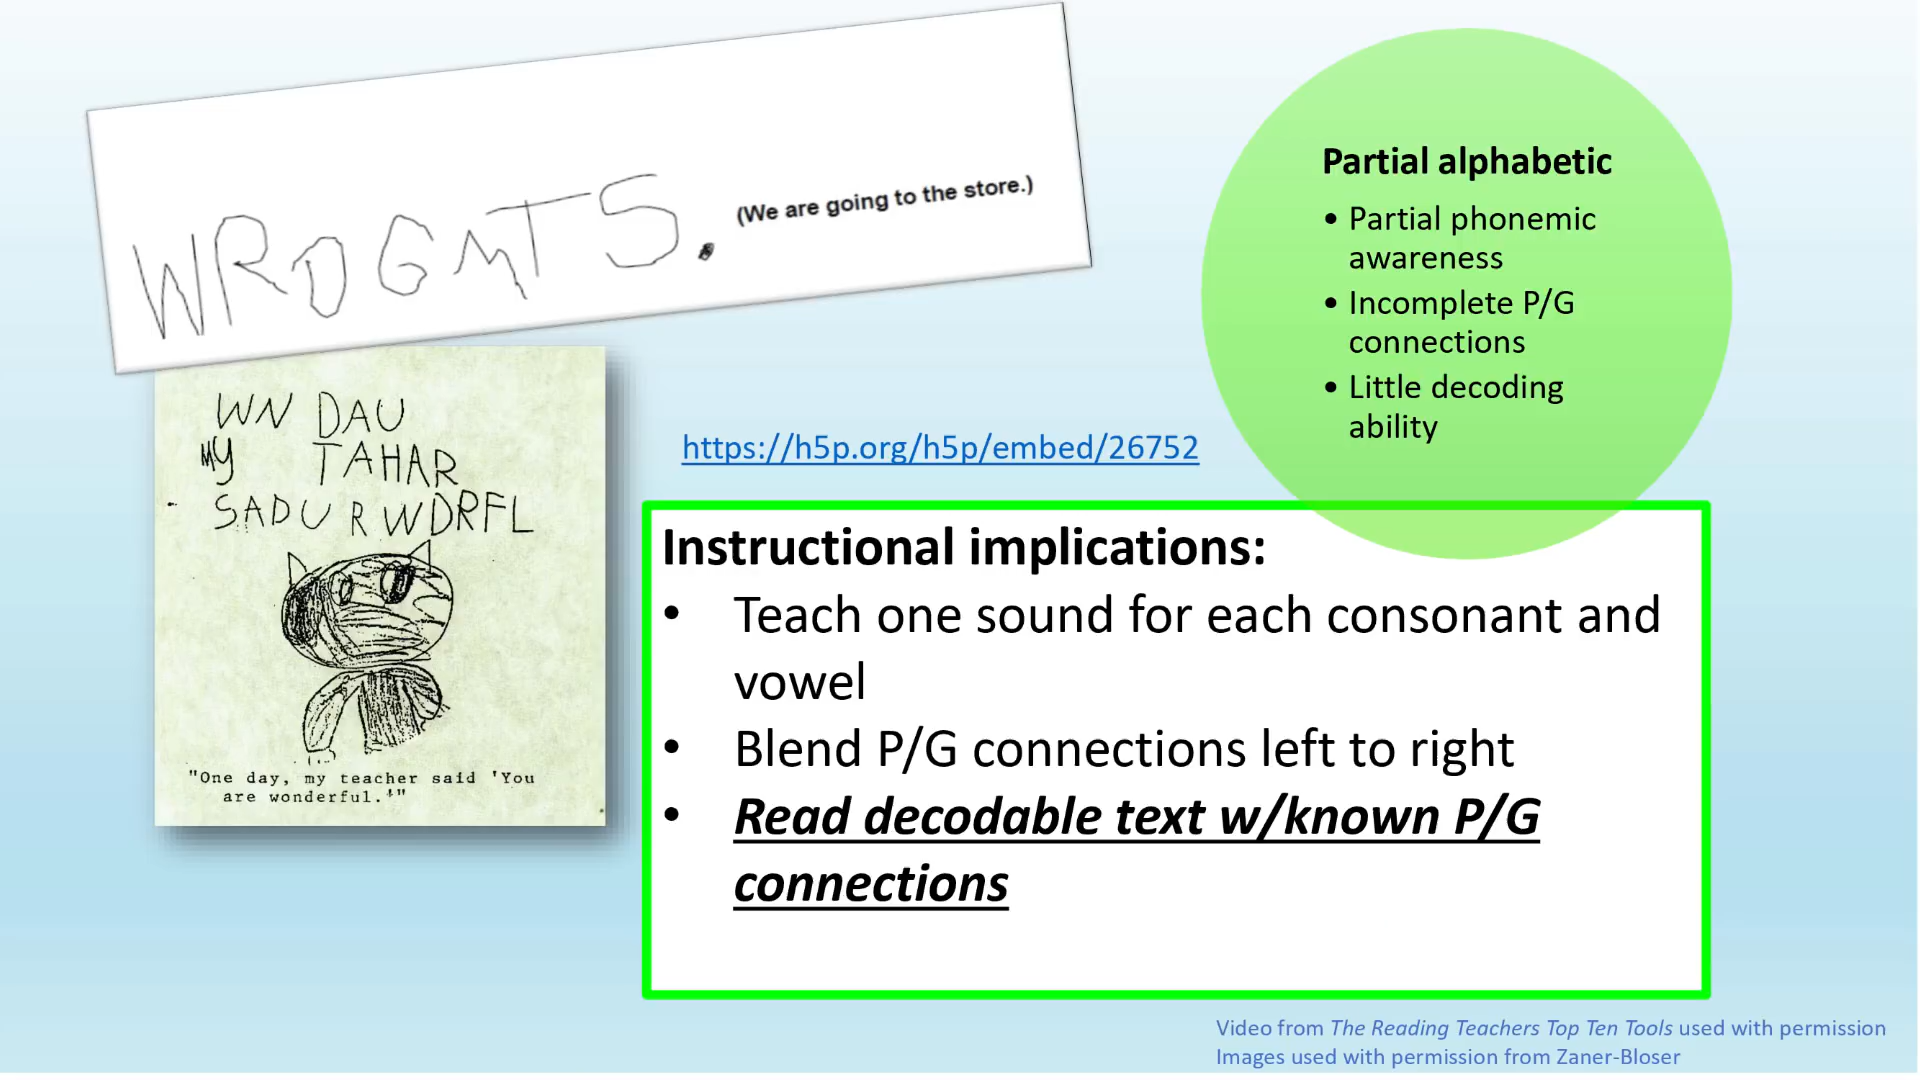 WROGMTS.
(We are going to the store.)
WN DAU
My TAHAR
SADU R WDRFL
"One day, my teacher said 'You
are wonderful.'"
https://h5p.org/h5p/embed/26752
Partial alphabetic
• Partial phonemic
awareness
• Incomplete P/G
connections
• Little decoding
ability
Instructional implications:
• Teach one sound for each consonant and
vowel
• Blend P/G connections left to right
• Read decodable text w/known P/G
connections
Video from The Reading Teachers Top Ten Tools used with permission
Images used with permission from Zaner-Bloser